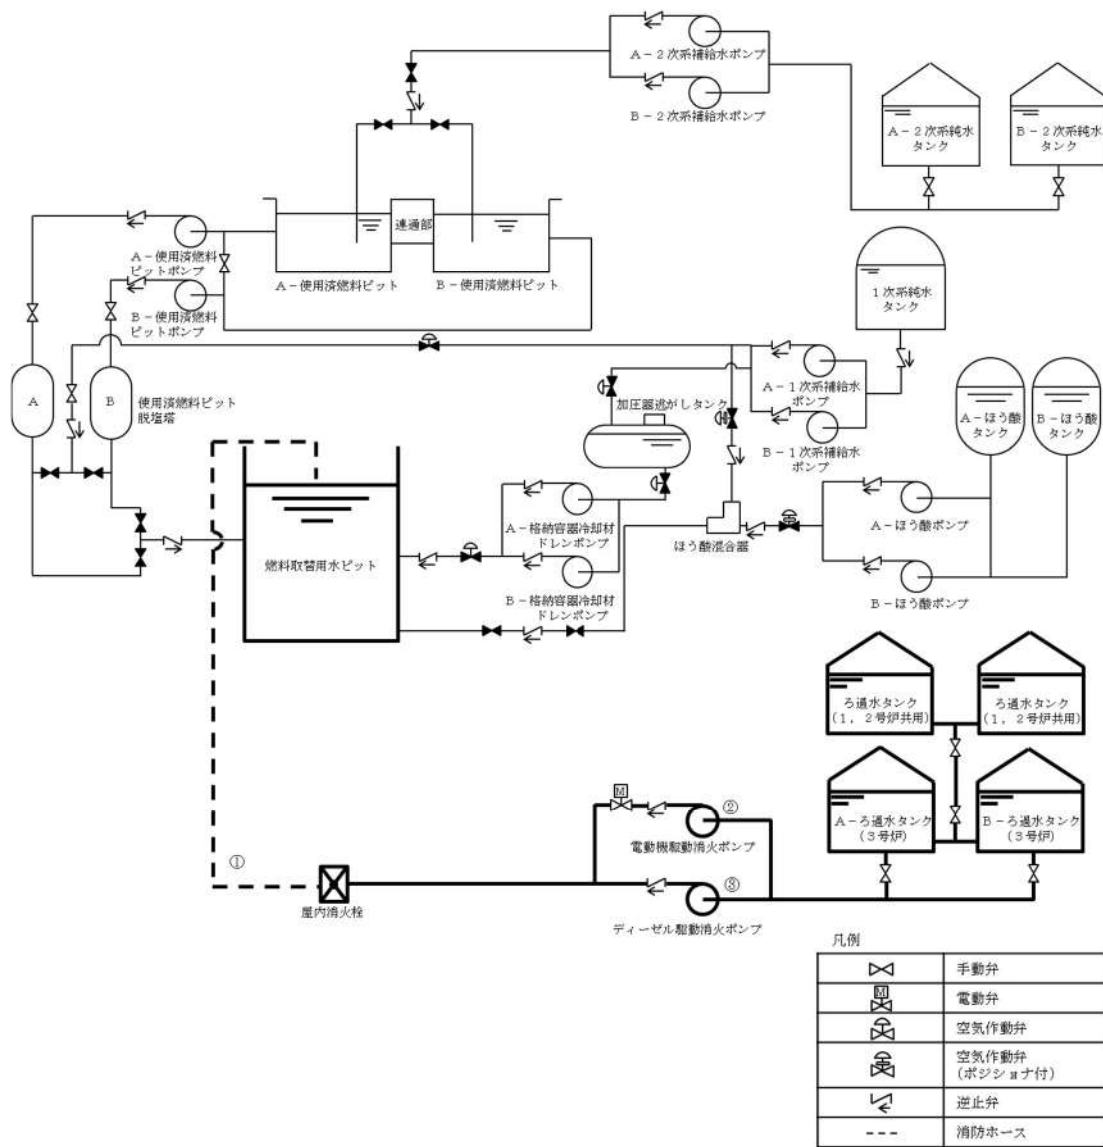 A-2次系補給水ポンプ
B-2次系補給水ポンプ
A-2次系純水
タンク
B-2次系純水
タンク
連通部
A-使用済燃料
ピットポンプ
A-使用済燃料ピット
B-使用済燃料ピット
B-使用済燃料
ピットポンプ
1次系純水
タンク
A
B
使用済燃料ピット
脱塩塔
加圧器逃がしタンク
A-1次系補給水
ポンプ
B-1次系補給水
ポンプ
A-ほう酸
タンク
B-ほう酸
タンク
A-格納容器冷却材
ドレンポンプ
ほう酸混合器
A-ほう酸ポンプ
燃料取替用水ピット
B-格納容器冷却材
ドレンポンプ
B-ほう酸ポンプ
ろ過水タンク
(1,2号炉共用)
ろ過水タンク
(1,2号炉共用)
M
②
A-ろ過水タンク
(3号炉)
B-ろ過水タンク
(3号炉)
電動機駆動消火ポンプ
①
③
屋内消火栓
ディーゼル駆動消火ポンプ
凡例
手動弁
M
電動弁
空気作動弁
空気作動弁
(ポジショナ付)
逆止弁
消防ホース